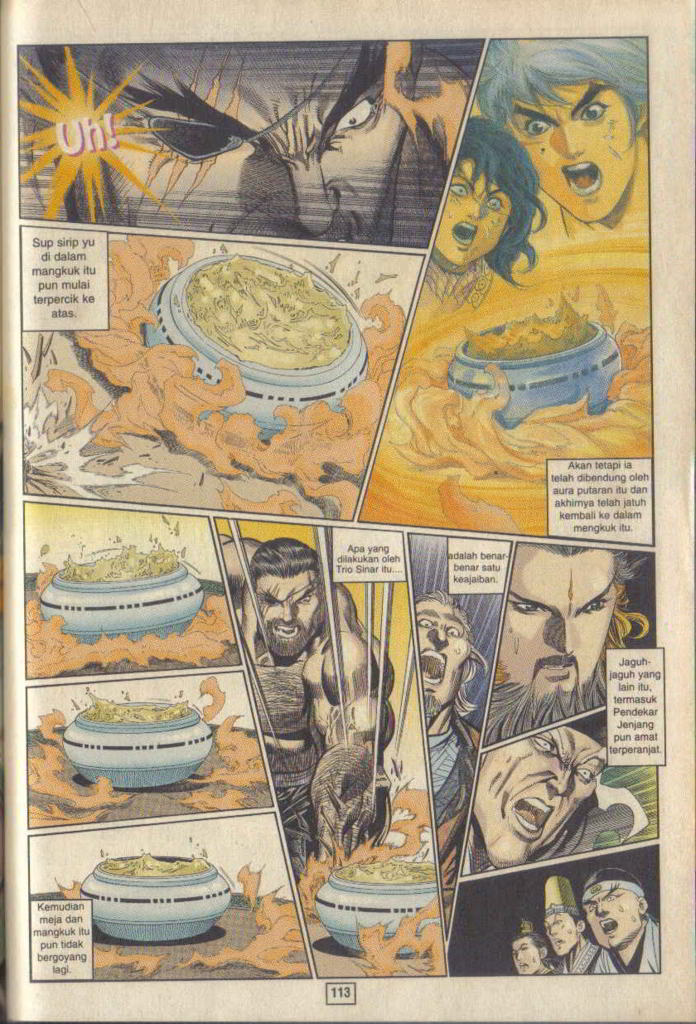 Uh!
Sup sirip yu
di dalam
mangkuk itu
pun mulai
terpercik ke
atas.
Akan tetapi ia
telah dibendung oleh
aura putaran itu dan
akhirnya telah jatuh
kembali ke dalam
mengkuk itu.
Kemudian
meja dan
mangkuk itu
pun tidak
bergoyang
lagi.
Apa yang
dilakukan oleh
Trio Sinar itu....
adalah benar-
benar satu
keajaiban.
Jaguh-
jaguh yang
lain itu,
termasuk
Pendekar
Jenjang
pun amat
terperanjat.
113